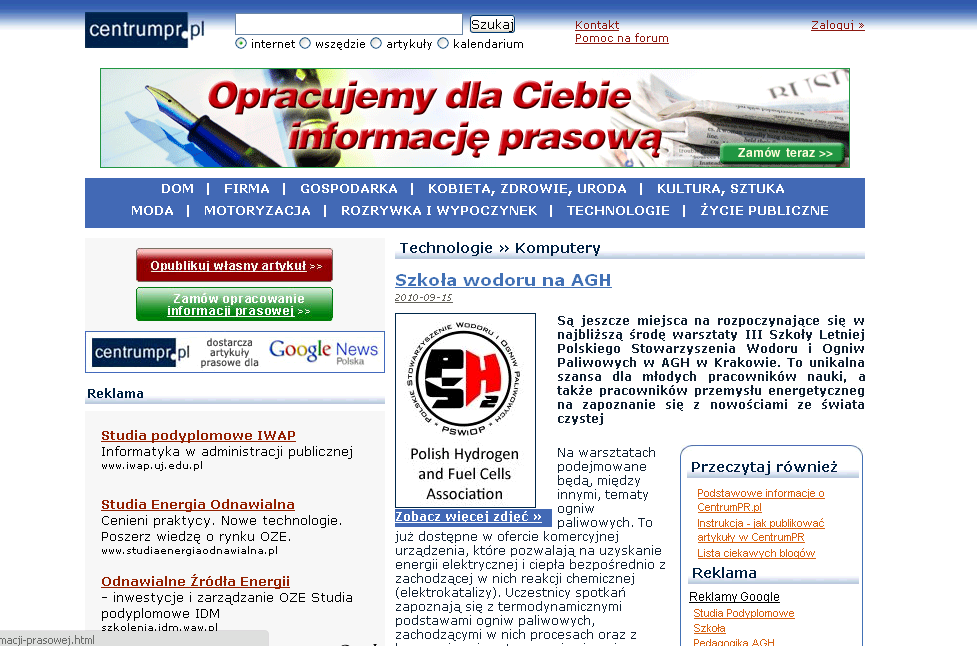 centrumpr.pl
Szukaj
internet wszędzie artykuły kalendarium
Kontakt
Pomoc na forum
Zaloguj »
Opracujemy dla Ciebie
informację prasową
Zamów teraz >>
DOM | FIRMA | GOSPODARKA | KOBIETA, ZDROWIE, URODA | KULTURA, SZTUKA
MODA | MOTORYZACJA | ROZRYWKA I WYPOCZYNEK | TECHNOLOGIE | ŻYCIE PUBLICZNE
Opublikuj własny artykuł >>
Zamów opracowanie
informacji prasowej >>
centrumpr.pl
dostarcza
artykuły
prasowe dla
Google News
Polska
Reklama
Studia podyplomowe IWAP
Informatyka w administracji publicznej
www.iwap.uj.edu.pl
Studia Energia Odnawialna
Cenieni praktycy. Nowe technologie.
Poszerz wiedzę o rynku OZE.
www.studiaenergiaodnawialna.pl
Odnawialne Źródła Energii
- inwestycje i zarządzanie OZE Studia
podyplomowe IDM
szkolenia.idm.waw.pl
macji-prasowej.html
Technologie » Komputery
Szkoła wodoru na AGH
2010-09-15
POLSKIE STOWARZYSZENIE WODORU I OGNIW PALIWOWYCH
• PSWiOP •
Polish Hydrogen
and Fuel Cells
Association
Zobacz więcej zdjęć »
Są jeszcze miejsca na rozpoczynające się w
najbliższą środę warsztaty III Szkoły Letniej
Polskiego Stowarzyszenia Wodoru i Ogniw
Paliwowych w AGH w Krakowie. To unikalna
szansa dla młodych pracowników nauki, a
także pracowników przemysłu energetyczneg
na zapoznanie się z nowościami ze świata
czystej
Na warsztatach
podejmowane
będą, między
innymi, tematy
ogniw
paliwowych. To
już dostępne w ofercie komercyjnej
urządzenia, które pozwalają na uzyskanie
energii elektrycznej i ciepła bezpośrednio z
zachodzącej w nich reakcji chemicznej
(elektrokatalizy). Uczestnicy spotkań
zapoznają się z termodynamicznymi
podstawami ogniw paliwowych,
zachodzącymi w nich procesach oraz z
Przeczytaj również
Podstawowe informacje o
CentrumPR.pl
Instrukcja - jak publikować
artykuły w CentrumPR
Lista ciekawych blogów
Reklama
Reklamy Google
Studia Podyplomowe
Szkoła
Pedagogika AGH